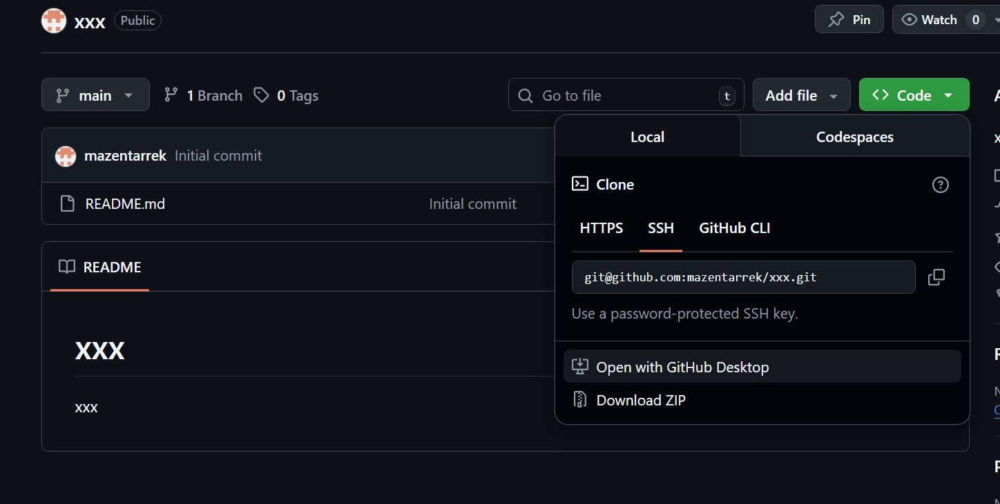 xxx Public Pin Watch 0
main 1 Branch 0 Tags Go to file t Add file Code
Local Codespaces
mazentarrek Initial commit
Clone
README.md Initial commit
HTTPS SSH GitHub CLI
README
git@github.com:mazentarrek/xxx.git
Use a password-protected SSH key.
xxx
Open with GitHub Desktop
Download ZIP
xxx